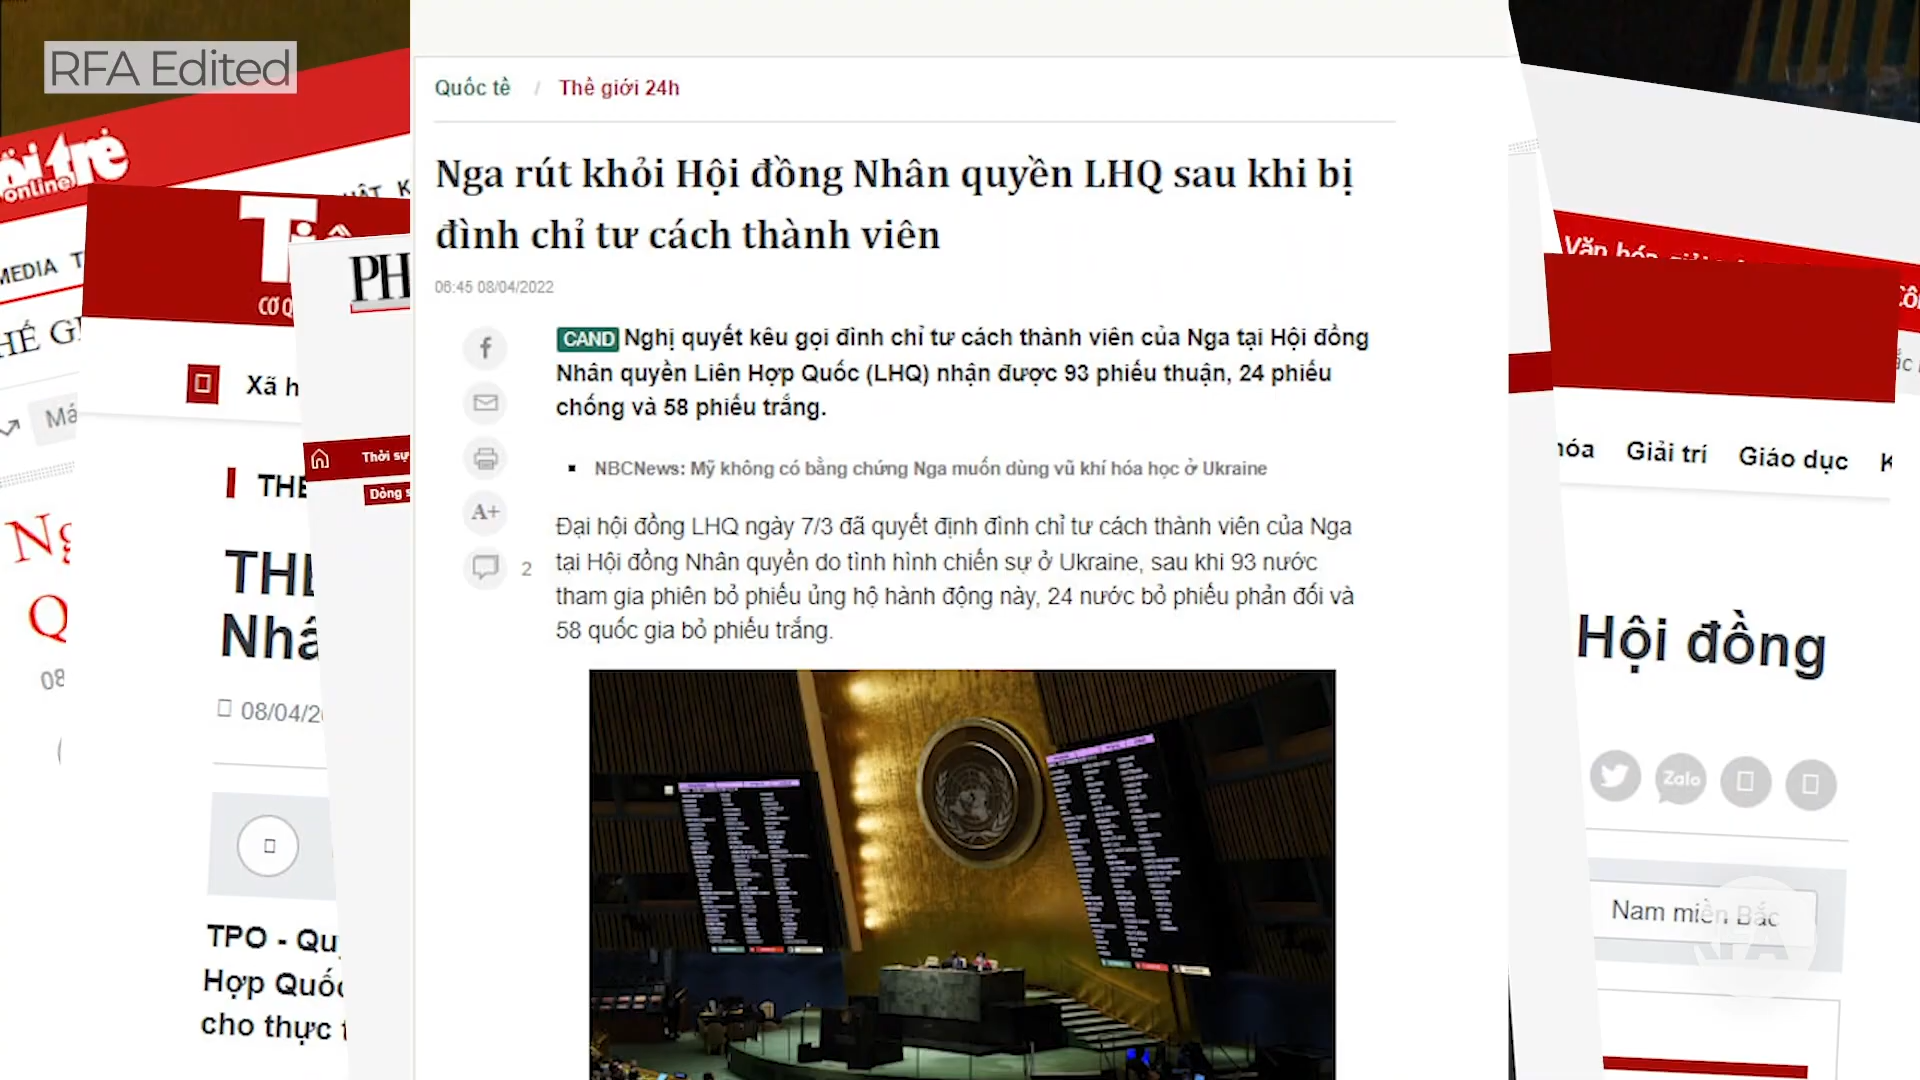 RFA Edited
Quốc tế / Thế giới 24h
Nga rút khỏi Hội đồng Nhân quyền LHQ sau khi bị
đình chỉ tư cách thành viên
06:45 08/04/2022
CAND Nghị quyết kêu gọi đình chỉ tư cách thành viên của Nga tại Hội đồng
Nhân quyền Liên Hợp Quốc (LHQ) nhận được 93 phiếu thuận, 24 phiếu
chống và 58 phiếu trắng.
NBCNews: Mỹ không có bằng chứng Nga muốn dùng vũ khí hóa học ở Ukraine
A+
Đại hội đồng LHQ ngày 7/3 đã quyết định đình chỉ tư cách thành viên của Nga
2 tại Hội đồng Nhân quyền do tình hình chiến sự ở Ukraine, sau khi 93 nước
tham gia phiên bỏ phiếu ủng hộ hành động này, 24 nước bỏ phiếu phản đối và
58 quốc gia bỏ phiếu trắng.
online
MEDIA
Xã h
Thời sự
THE
Nhâ
08/04/2
TPO - Qu
Hợp Quốc
cho thực t
Văn hóa
hóa Giải trí Giáo dục K
Hội đồng
Zalo
Nam miền Bắc